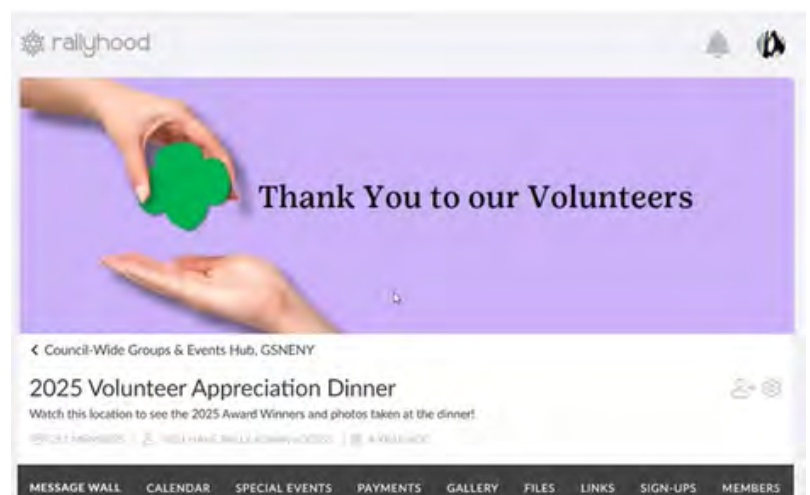 rallyhood
Thank You to our Volunteers
Council-Wide Groups & Events Hub, GSNENY
2025 Volunteer Appreciation Dinner
Watch this location to see the 2025 Award Winners and photos taken at the dinner!
MEMBERS
MESSAGE WALL CALENDAR SPECIAL EVENTS PAYMENTS GALLERY FILES LINKS SIGN-UPS MEMBERS